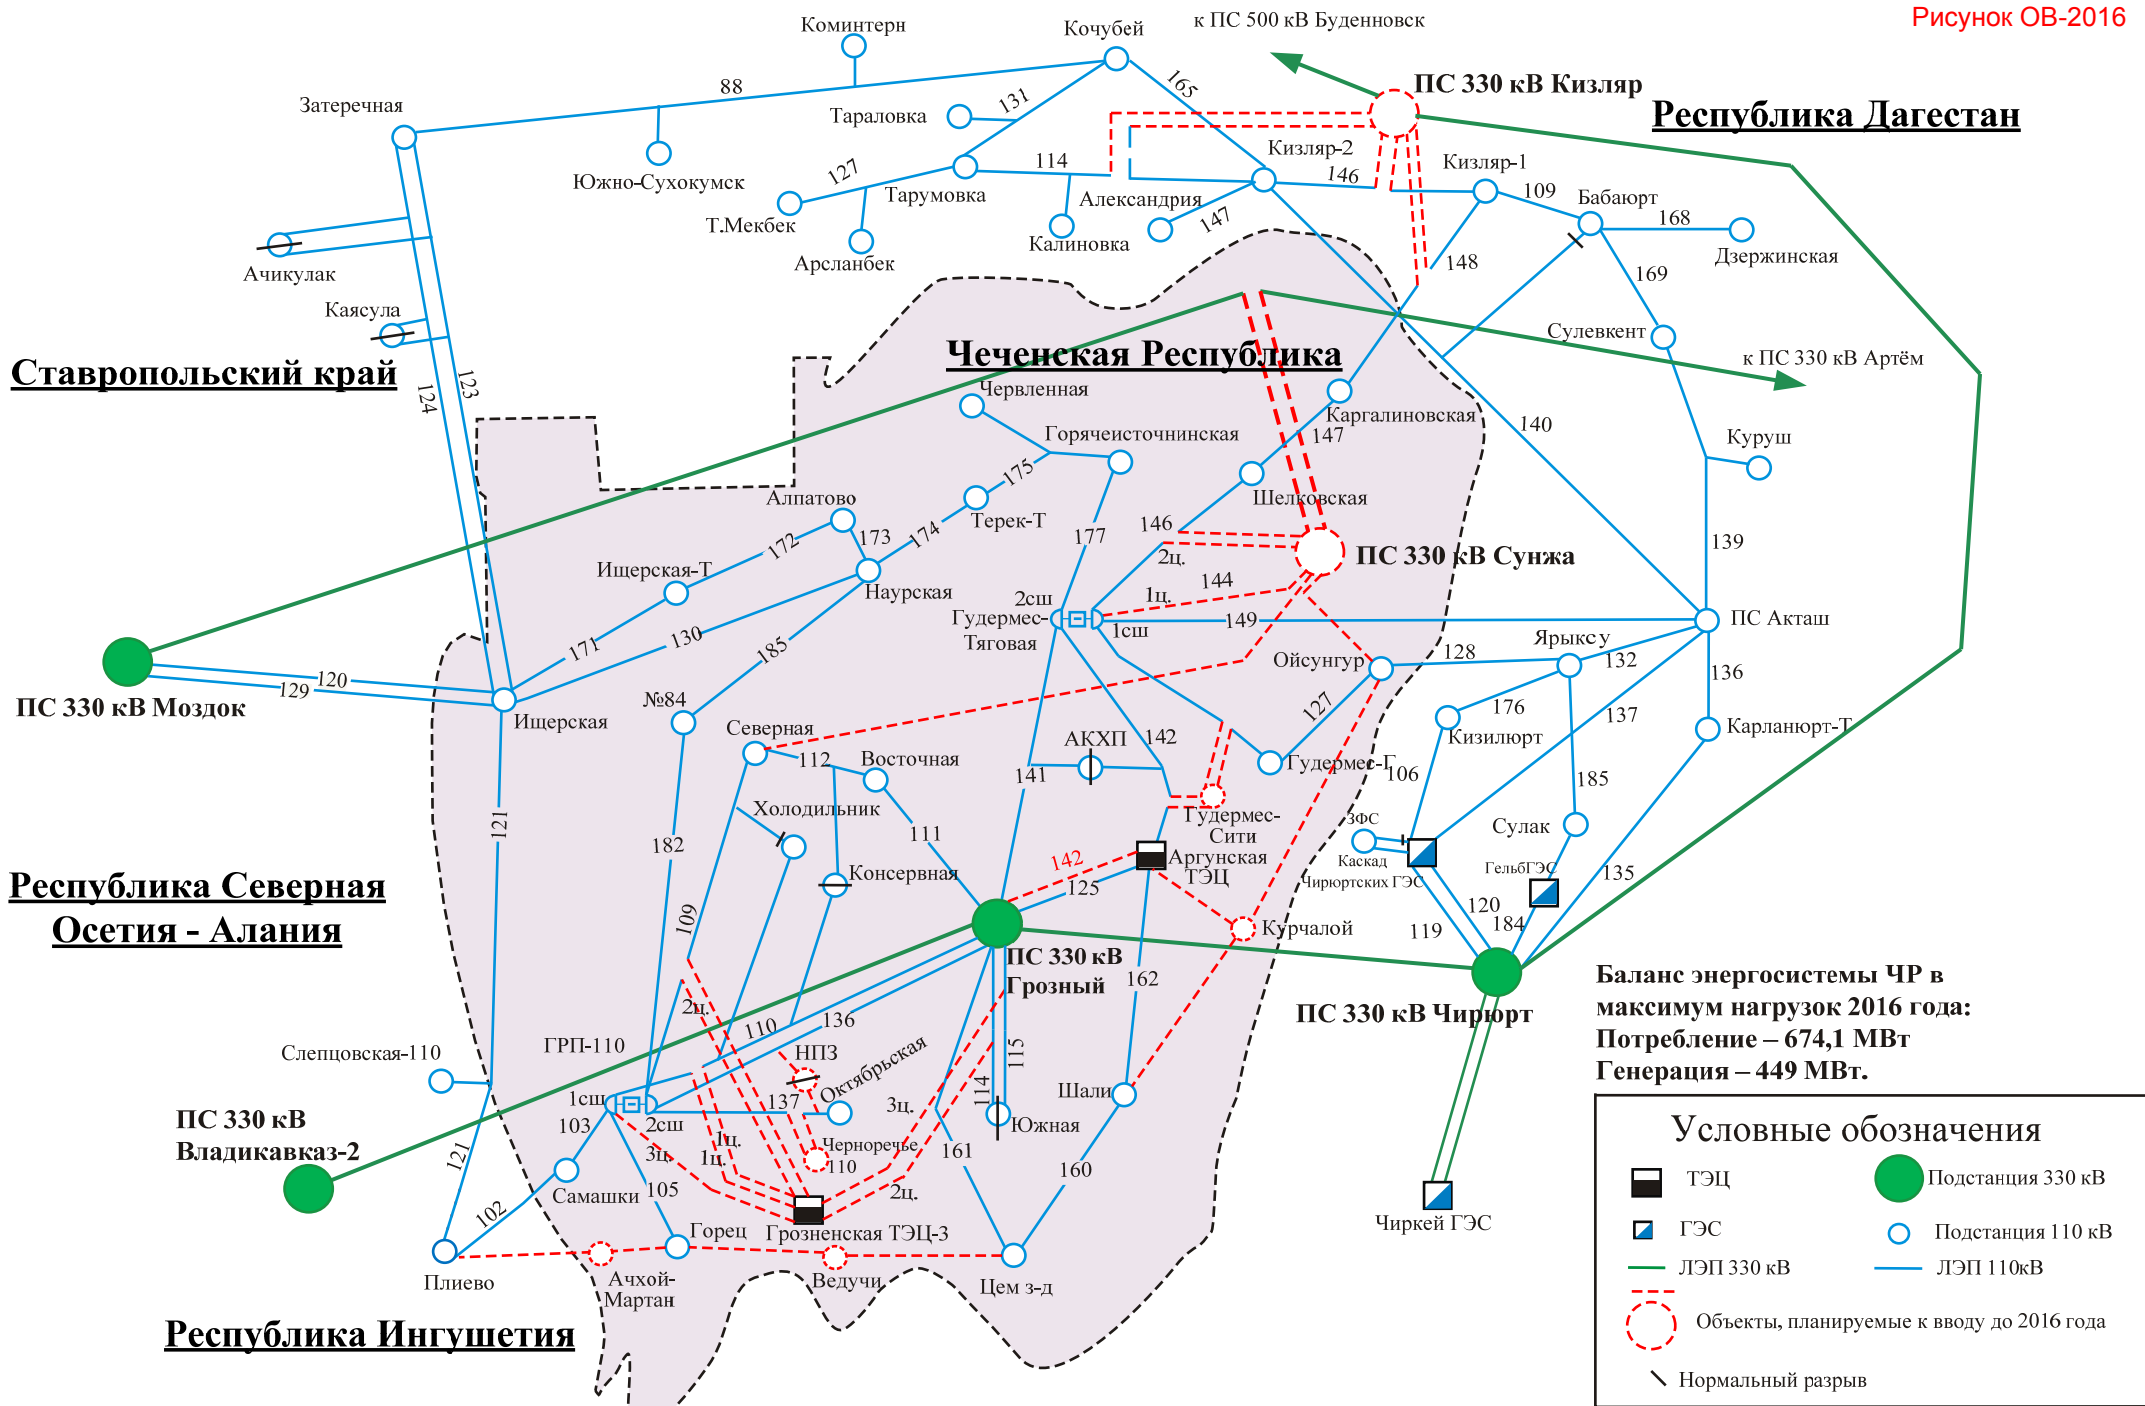 Рисунок ОВ-2016
к ПС 500 кВ Буденновск
Коминтерн
Кочубей
ПС 330 кВ Кизляр
Республика Дагестан
88
165
131
Затеречная
Тараловка
Кизляр-2
Кизляр-1
Южно-Сухокумск
127
114
146
109
Бабаюрт
168
Т.Мекбек
Тарумовка
Александрия
147
Арсланбек
Калиновка
148
Дзержинская
169
Ачикулак
Каясула
Сулевкент
к ПС 330 кВ Артём
Ставропольский край
Чеченская Республика
124
123
Червленная
Каргалиновская
147
140
Горячеисточнинская
Куруш
175
Шелковская
Алпатово
Терек-Т
172
173
174
177
146
2ц.
139
ПС 330 кВ Сунжа
Ищерская-Т
Наурская
144
1ц.
2сш
Гудермес-
Тяговая
1сш
149
ПС Акташ
171
130
185
Ярыксу
Ойсунгур
128
132
136
120
129
ПС 330 кВ Моздок
Ищерская
№84
137
176
Кизилюрт
Карланюрт-Т
127
Северная
112
Восточная
АКХП
142
141
Гудермес-Г
106
185
121
Холодильник
111
182
Гудермес-
Сити
ЗФС
Сулак
Каскад
Чирюртских ГЭС
ГельбГЭС
135
142
125
Аргунская
ТЭЦ
Консервная
Республика Северная
Осетия - Алания
109
120
184
119
Курчалой
ПС 330 кВ
Грозный
162
ПС 330 кВ Чирюрт
Баланс энергосистемы ЧР в
максимум нагрузок 2016 года:
Потребление – 674,1 МВт
Генерация – 449 МВт.
2ц.
110
136
Слепцовская-110
ГРП-110
НПЗ
Октябрьская
114
115
Шали
1сш
103
2сш
137
3ц.
Южная
ПС 330 кВ
Владикавказ-2
121
1ц.
1ц.
3ц.
Черноречье
110
161
160
Самашки
105
2ц.
102
Горец
Грозненская ТЭЦ-3
Плиево
Ачхой-
Мартан
Ведучи
Цем з-д
Чиркей ГЭС
Республика Ингушетия
Условные обозначения
ТЭЦ
Подстанция 330 кВ
ГЭС
Подстанция 110 кВ
ЛЭП 330 кВ
ЛЭП 110кВ
Объекты, планируемые к вводу до 2016 года
Нормальный разрыв